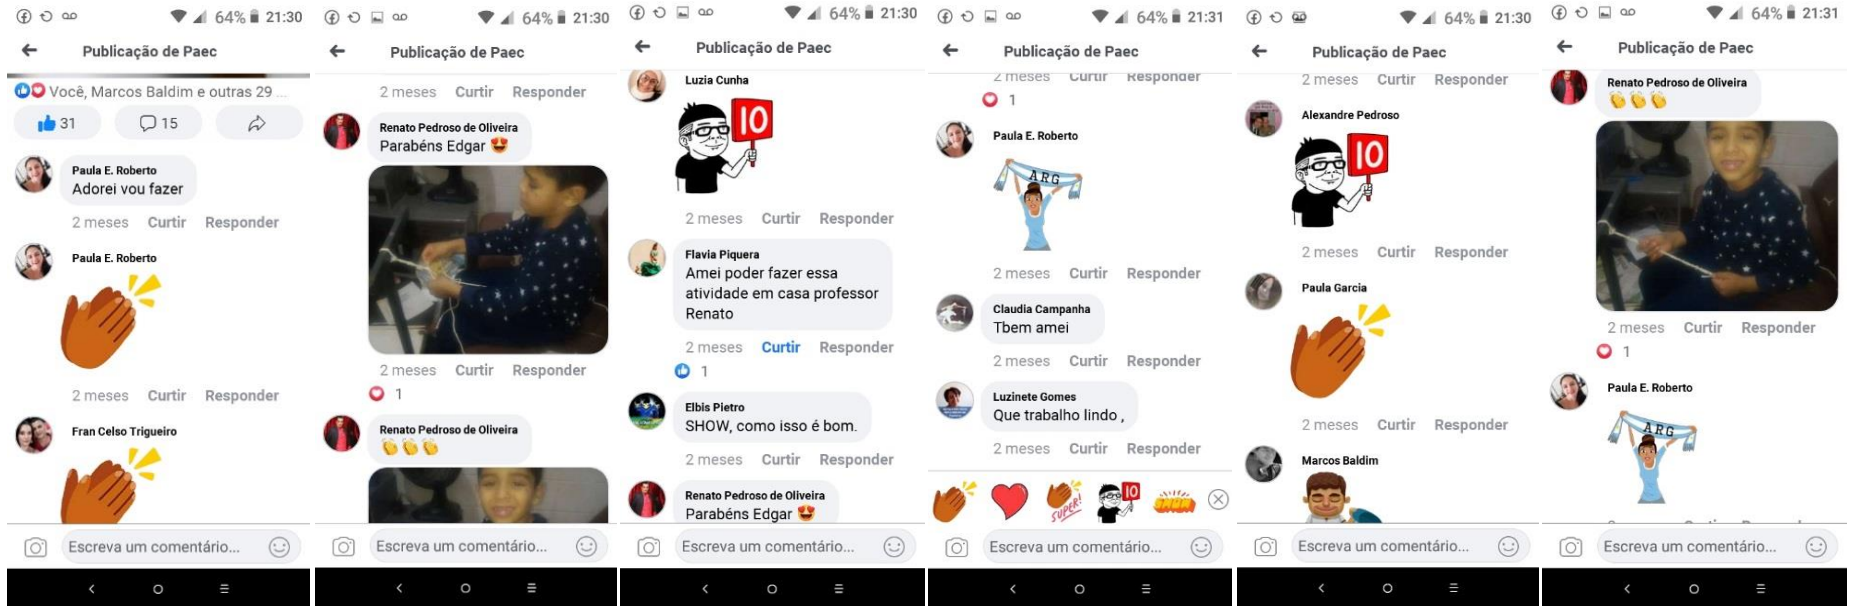 64% 21:30
Publicação de Paec
Você, Marcos Baldim e outras 29 ...
31
15
Paula E. Roberto
Adorei vou fazer
2 meses Curtir Responder
Paula E. Roberto
2 meses Curtir Responder
Fran Celso Trigueiro
Escreva um comentário...
64% 21:30
Publicação de Paec
2 meses Curtir Responder
Renato Pedroso de Oliveira
Parabéns Edgar
2 meses Curtir Responder
1
Renato Pedroso de Oliveira
Escreva um comentário...
64% 21:30
Publicação de Paec
Luzia Cunha
10
2 meses Curtir Responder
Flavia Piquera
Amei poder fazer essa
atividade em casa professor
Renato
2 meses Curtir Responder
1
Elbis Pietro
SHOW, como isso é bom.
2 meses Curtir Responder
Renato Pedroso de Oliveira
Parabéns Edgar
Escreva um comentário...
64% 21:31
Publicação de Paec
2 meses Curtir Responder
1
Paula E. Roberto
ARG
2 meses Curtir Responder
Claudia Campanha
Tbem amei
2 meses Curtir Responder
Luzinete Gomes
Que trabalho lindo ,
2 meses Curtir Responder
SUPER!
10
Escreva um comentário...
64% 21:30
Publicação de Paec
2 meses Curtir Responder
Alexandre Pedroso
10
2 meses Curtir Responder
Paula Garcia
2 meses Curtir Responder
Marcos Baldim
Escreva um comentário...
64% 21:31
Publicação de Paec
Renato Pedroso de Oliveira
2 meses Curtir Responder
1
Paula E. Roberto
ARG
Escreva um comentário...